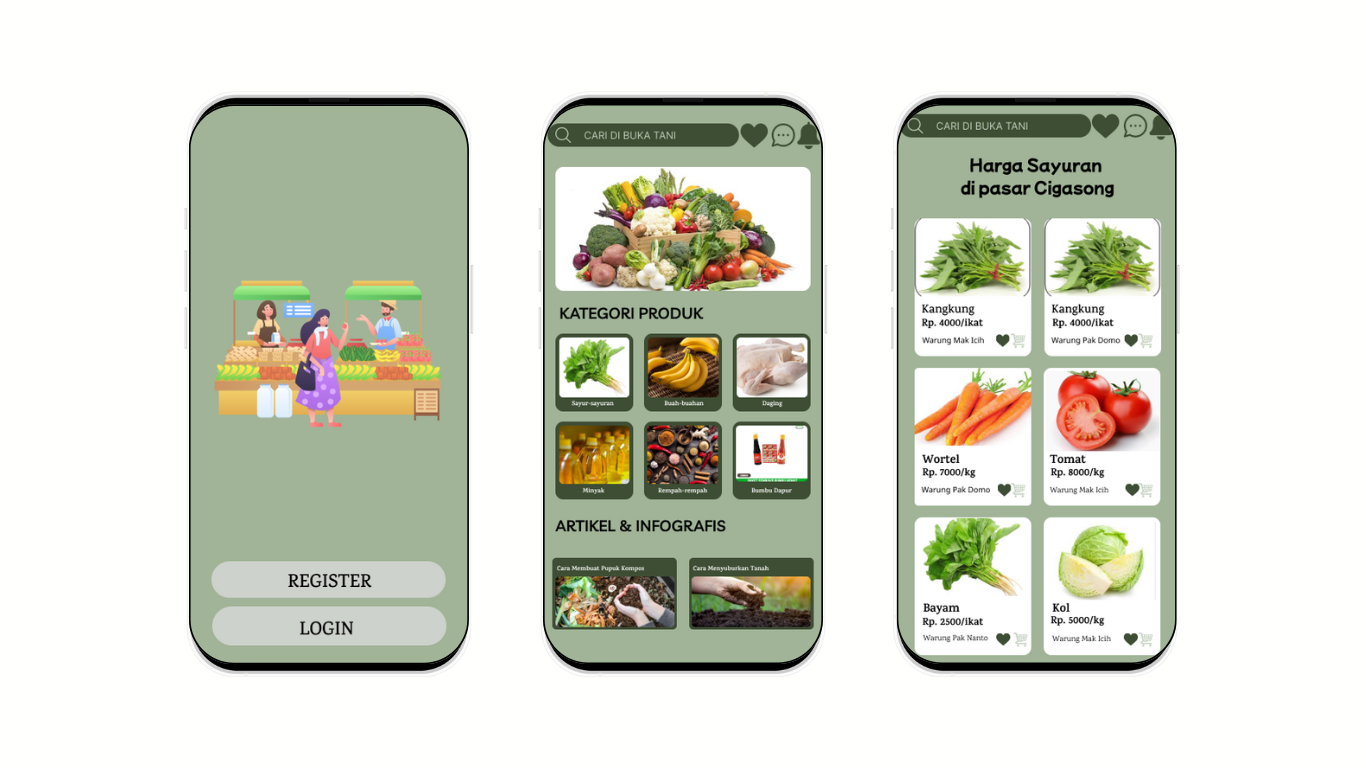 REGISTER
LOGIN
CARI DI BUKA TANI
KATEGORI PRODUK
Sayur-sayuran
Buah-buahan
Daging
Minyak
Rempah-rempah
Bumbu Dapur
ARTIKEL & INFOGRAFIS
Cara Membuat Pupuk Kompos
Cara Menyuburkan Tanah
CARI DI BUKA TANI
Harga Sayuran
di pasar Cigasong
Kangkung
Rp. 4000/ikat
Warung Mak Icih
Kangkung
Rp. 4000/ikat
Warung Pak Domo
Wortel
Rp. 7000/kg
Warung Pak Domo
Tomat
Rp. 8000/kg
Warung Mak Icih
Bayam
Rp. 2500/ikat
Warung Pak Nanto
Kol
Rp. 5000/kg
Warung Mak Icih